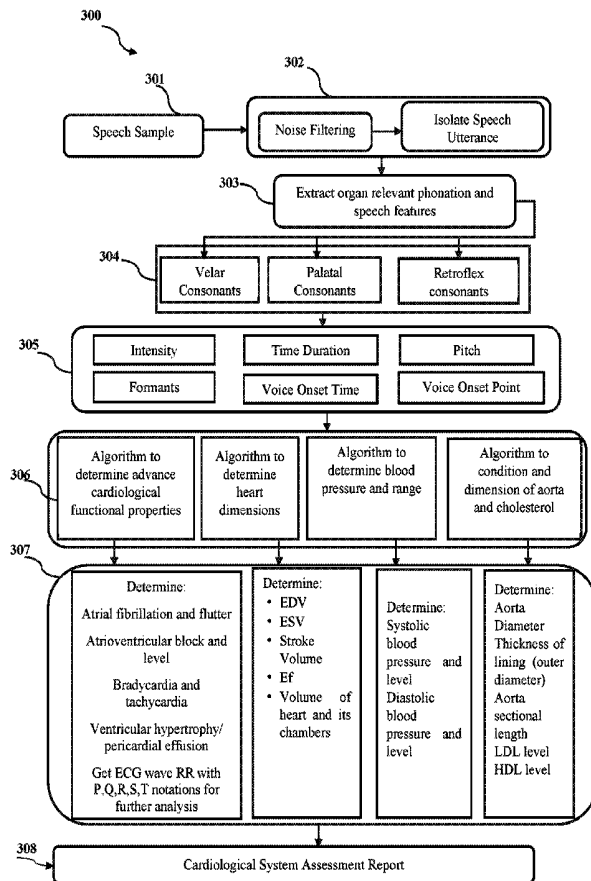 300
302
301
Speech Sample
Noise Filtering
Isolate Speech
Utterance
303
Extract organ relevant phonation and
speech features
304
Velar
Consonants
Palatal
Consonants
Retroflex
consonants
305
Intensity
Time Duration
Pitch
Formants
Voice Onset Time
Voice Onset Point
306
Algorithm to
determine advance
cardiological
functional properties
Algorithm to
determine
heart
dimensions
Algorithm to
determine blood
pressure and range
Algorithm to
condition and
dimension of aorta
and cholesterol
307
Determine:
Atrial fibrillation and flutter
Atrioventricular block and
level
Bradycardia and
tachycardia
Ventricular hypertrophy/
pericardial effusion
Get ECG wave RR with
P,Q,R,S,T notations for
further analysis
Determine:
• EDV
• ESV
• Stroke
Volume
• Ef
• Volume of
heart and its
chambers
Determine:
Systolic
blood
pressure and
level
Diastolic
blood
pressure and
level
Determine:
Aorta
Diameter
Thickness of
lining (outer
diameter)
Aorta
sectional
length
LDL level
HDL level
308
Cardiological System Assessment Report